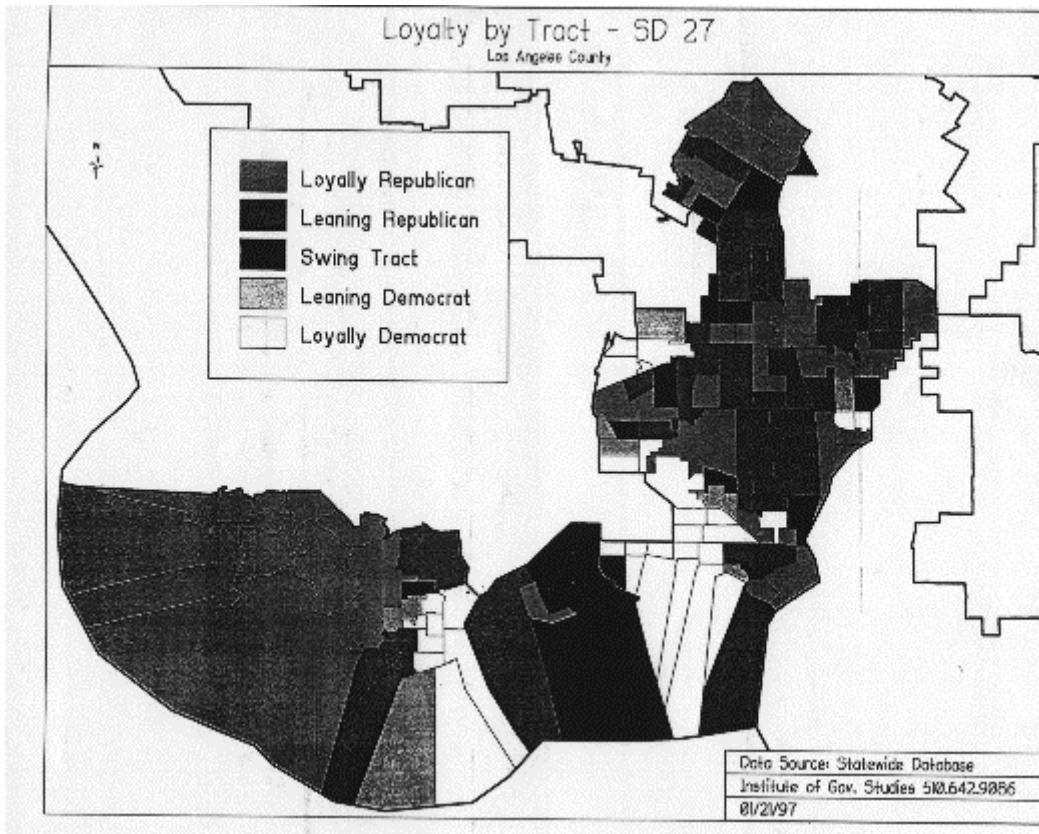 Loyalty by Tract - SD 27
Los Angeles County
N
Loyally Republican
Leaning Republican
Swing Tract
Leaning Democrat
Loyally Democrat
Data Source: Statewide Database
Institute of Gov. Studies 510.642.9086
01/21/97